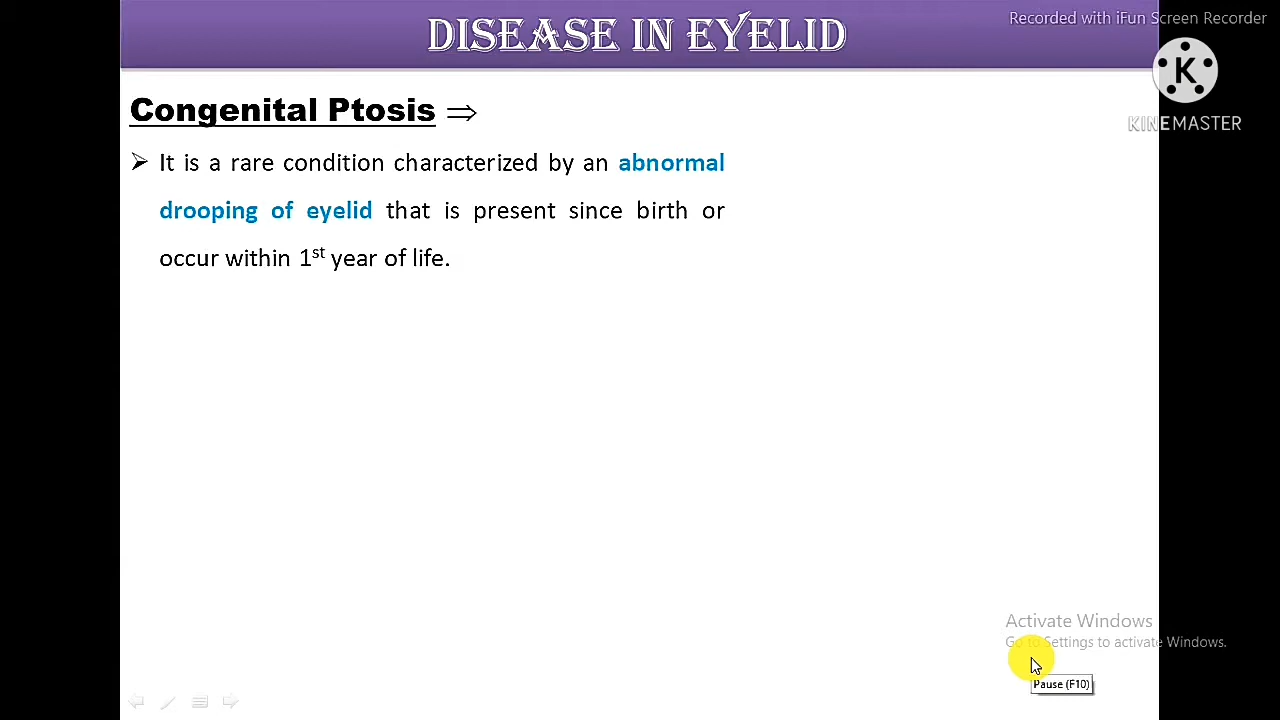 DISEASE IN EYELID
Recorded with iFun Screen Recorder
K
KINEMASTER
Congenital Ptosis ⇒
➢ It is a rare condition characterized by an abnormal
drooping of eyelid that is present since birth or
occur within 1st year of life.
Activate Windows
Go to Settings to activate Windows.
Pause (F10)